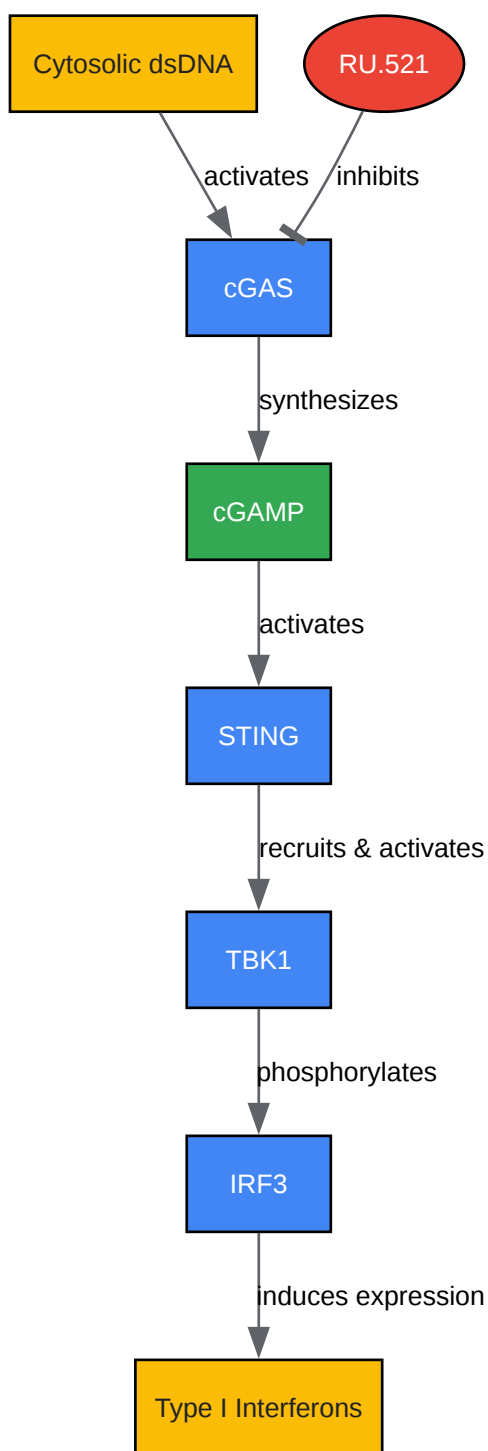 Cytosolic dsDNA
RU.521
activates
inhibits
cGAS
synthesizes
cGAMP
activates
STING
recruits & activates
TBK1
phosphorylates
IRF3
induces expression
Type I Interferons